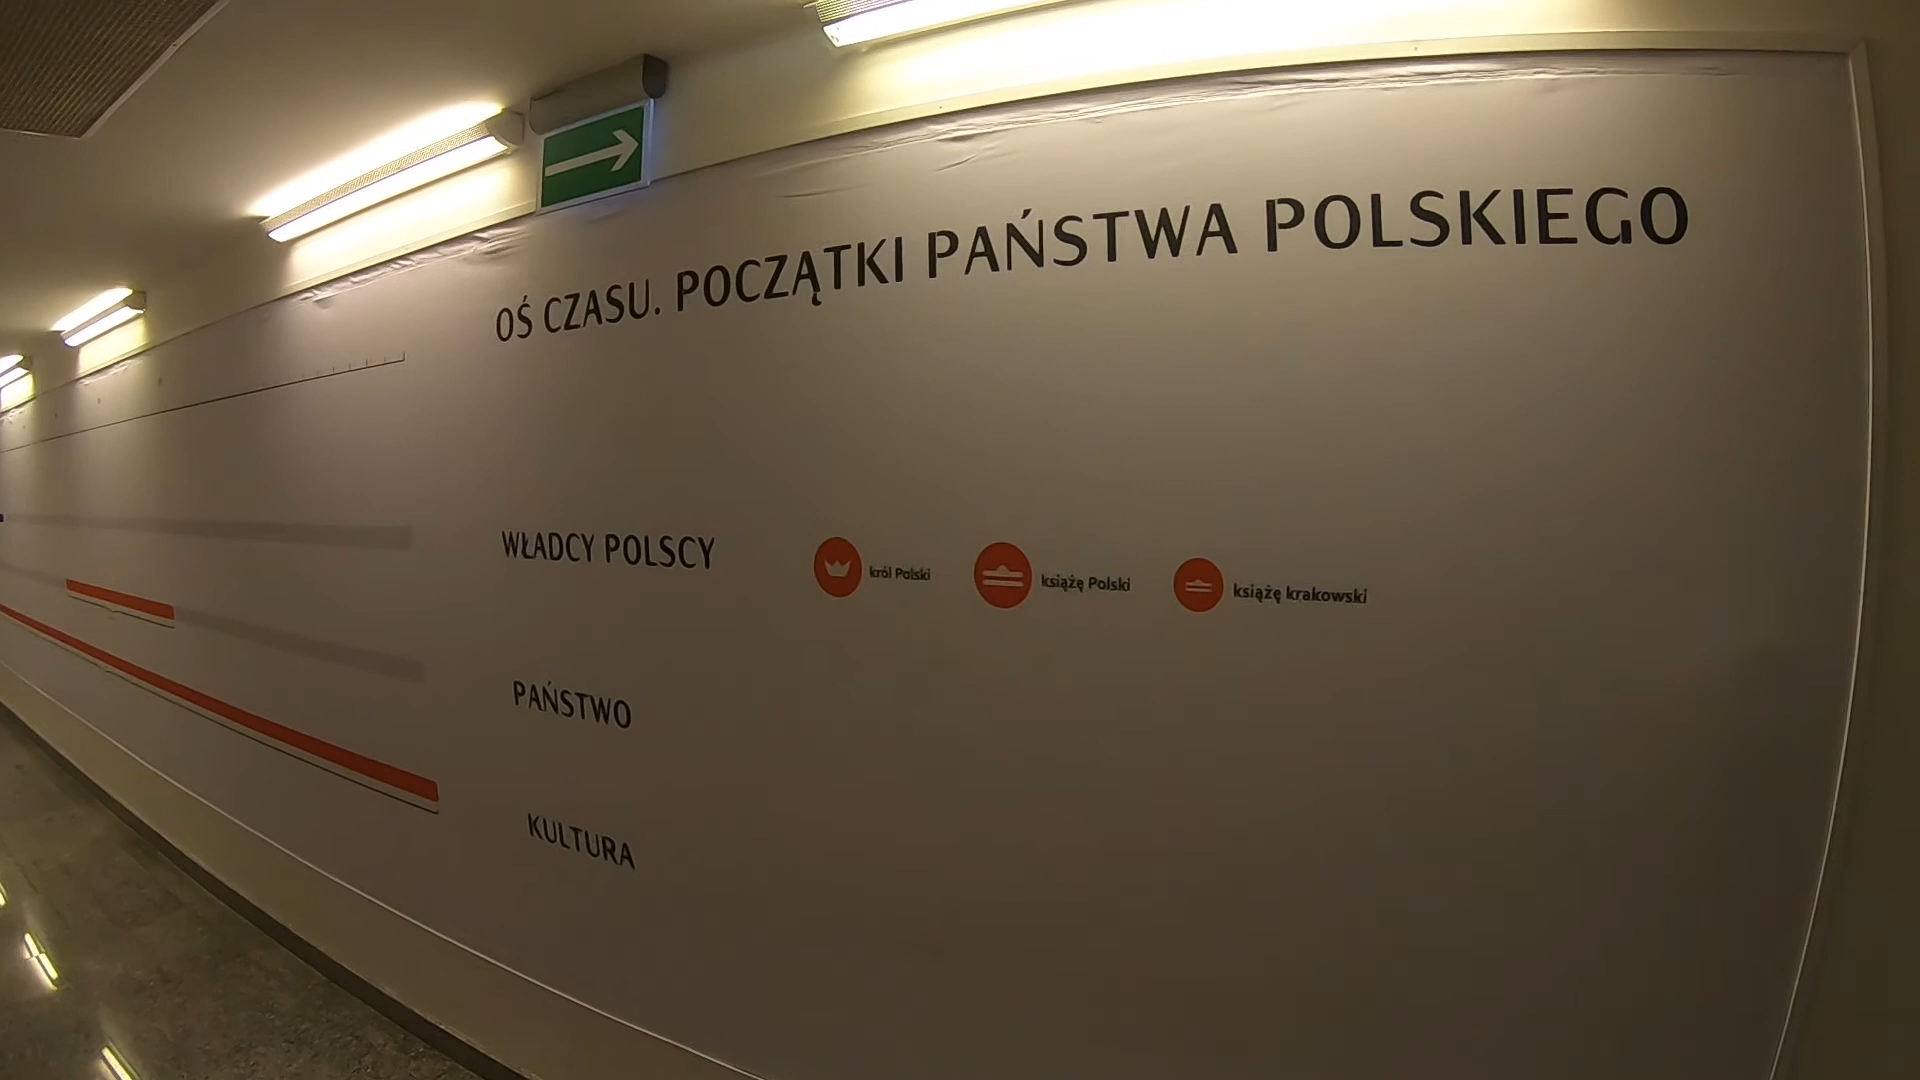 OŚ CZASU. POCZĄTKI PAŃSTWA POLSKIEGO
WŁADCY POLSCY
król Polski
książę Polski
książę krakowski
PAŃSTWO
KULTURA